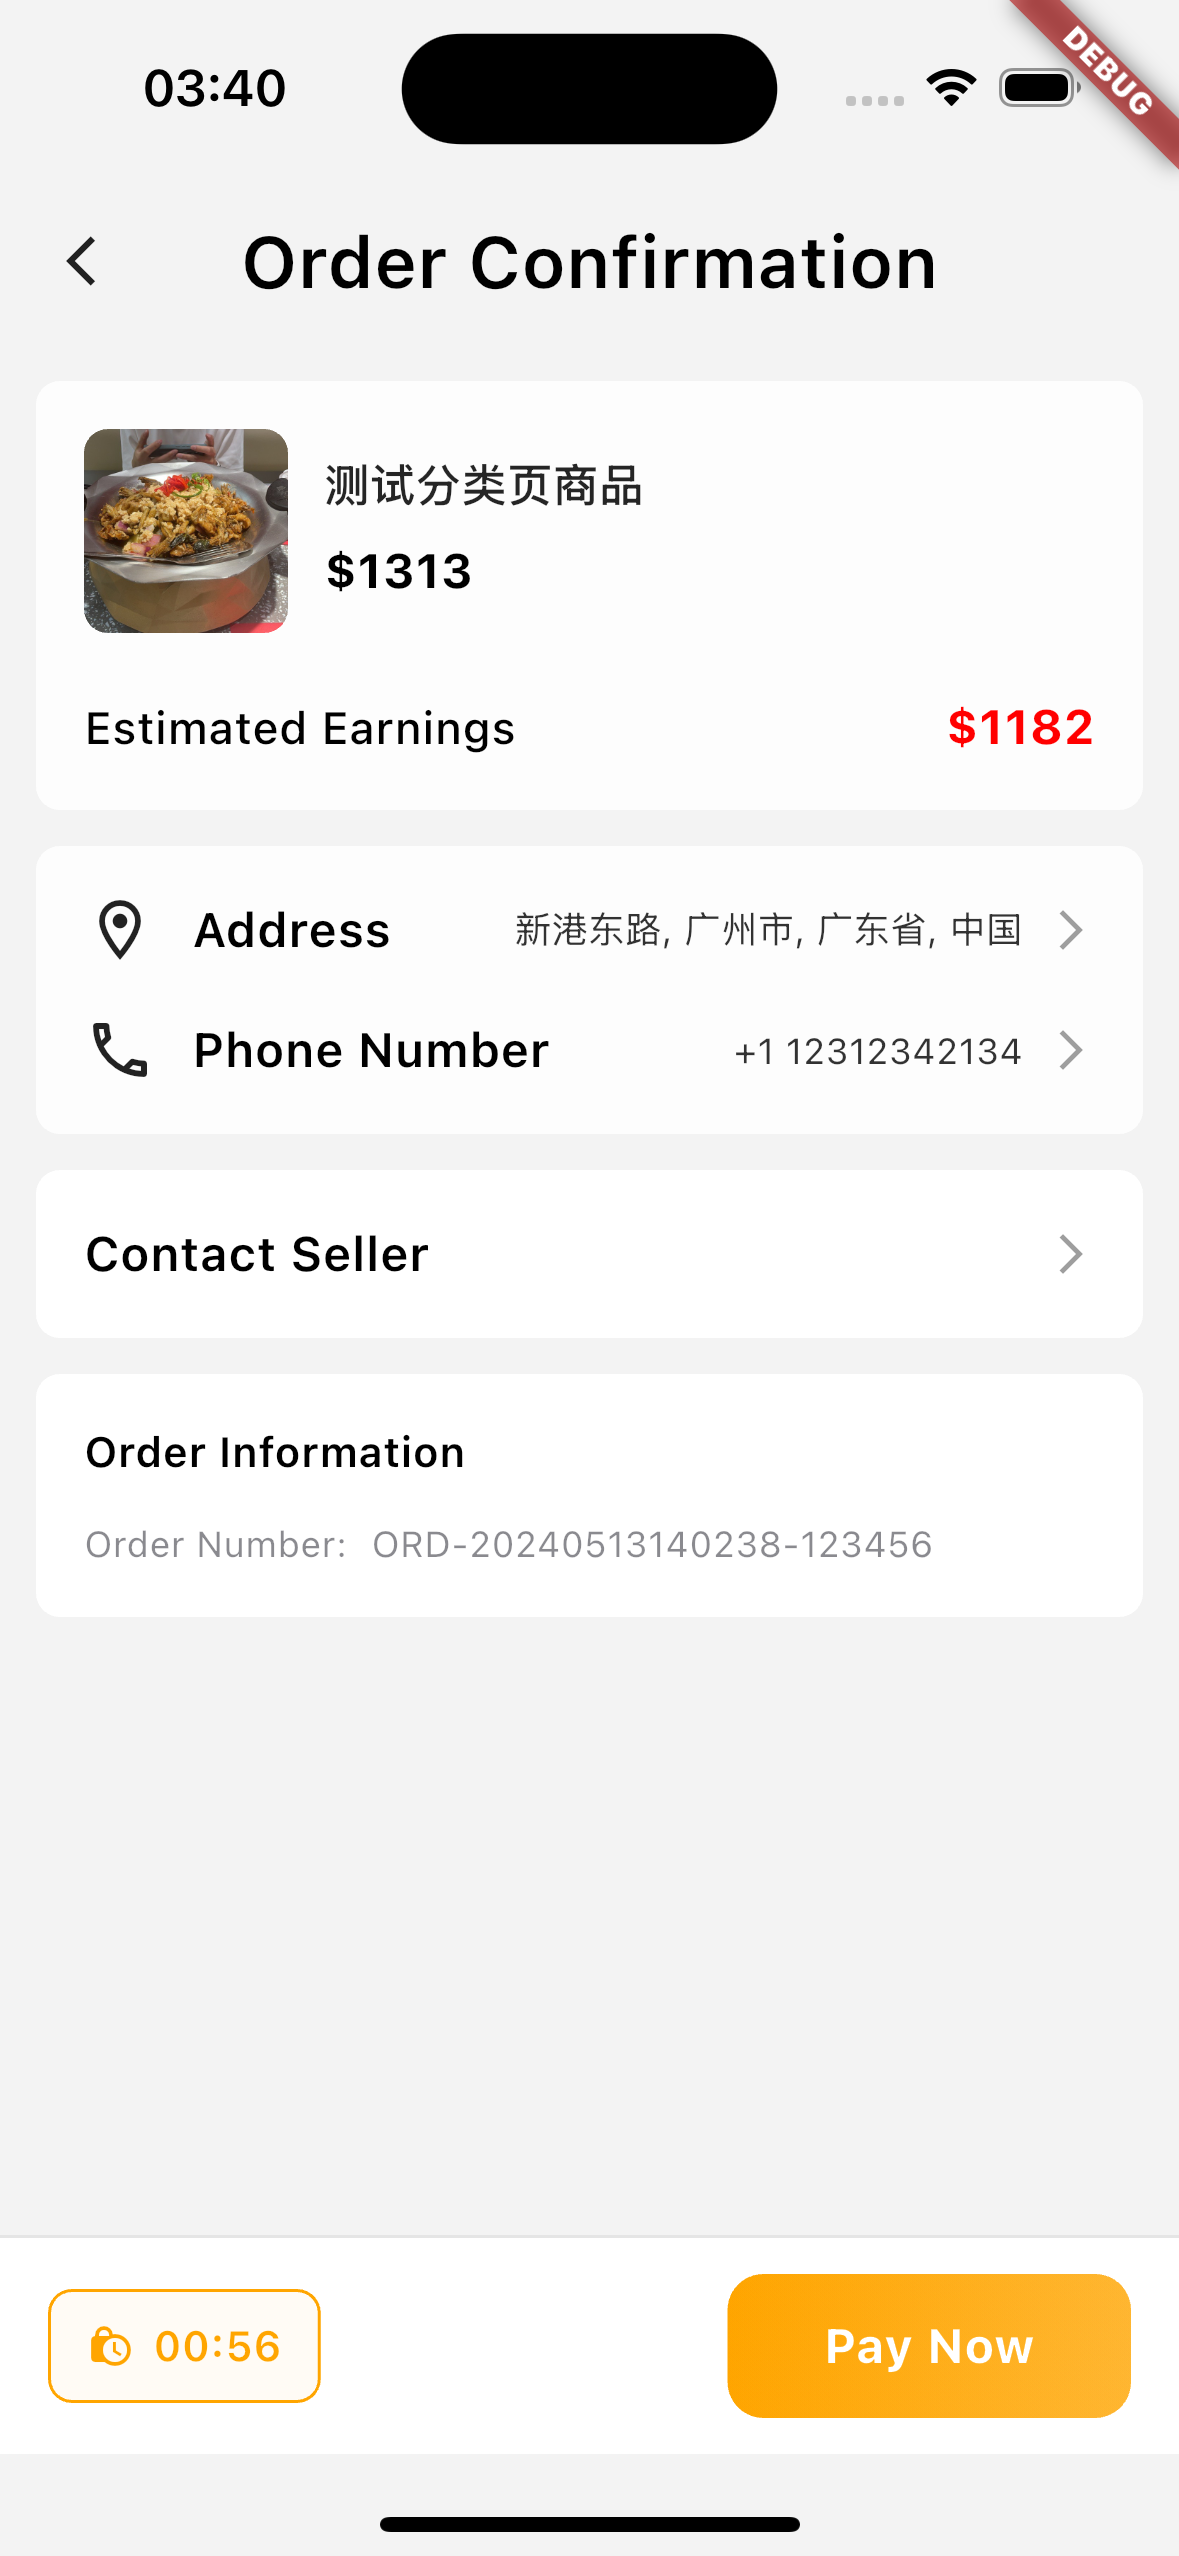 03:40
DEBUG
Order Confirmation
测试分类页商品
$1313
Estimated Earnings $1182
Address 新港东路, 广州市, 广东省, 中国
Phone Number +1 12312342134
Contact Seller
Order Information
Order Number: ORD-20240513140238-123456
00:56 Pay Now